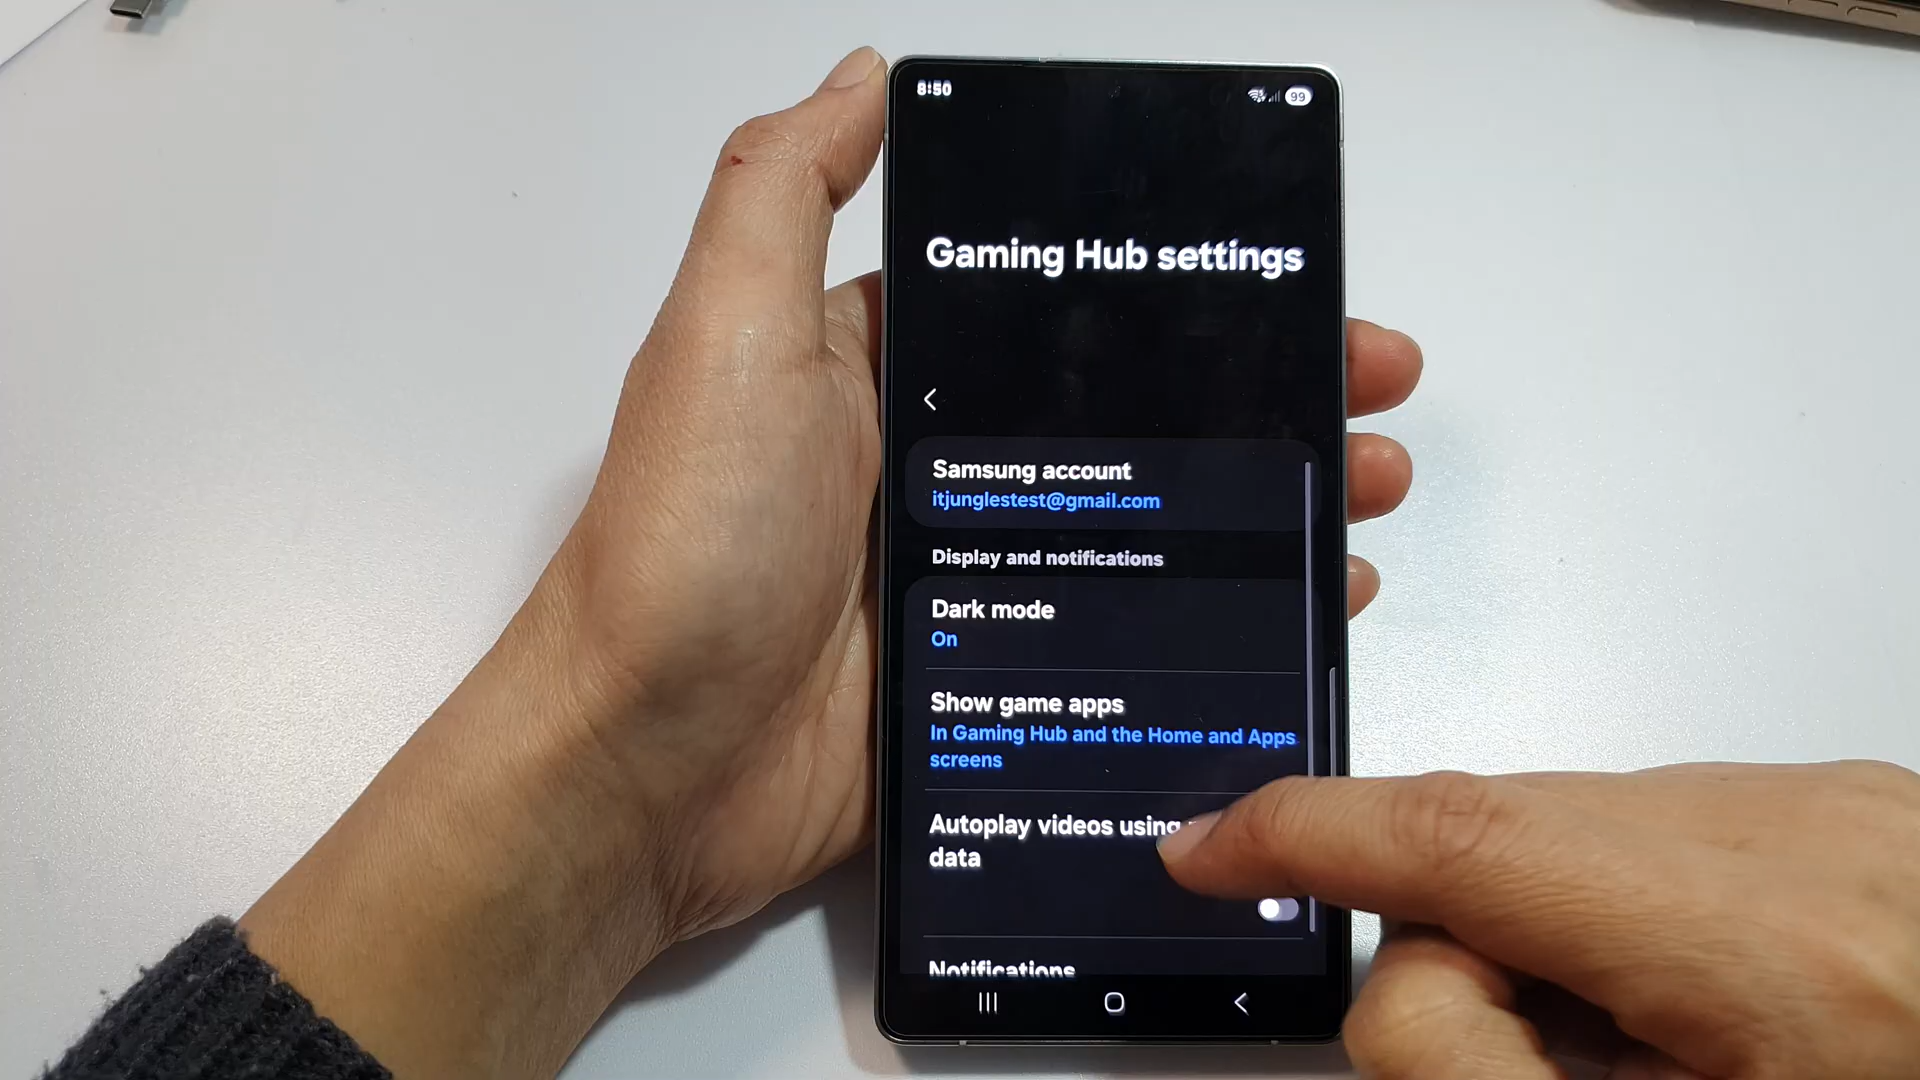 8:50
99
Gaming Hub settings
Samsung account
itjunglestest@gmail.com
Display and notifications
Dark mode
On
Show game apps
In Gaming Hub and the Home and Apps
screens
Autoplay videos using
data
Notifications